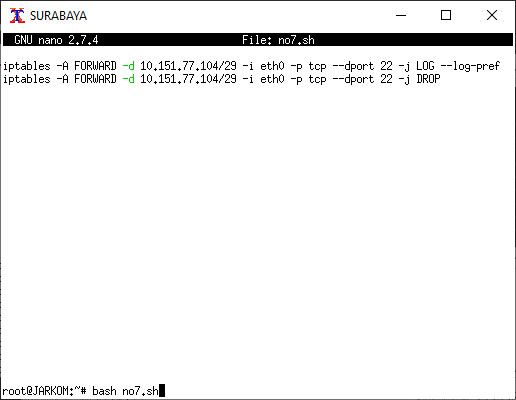 SURABAYA
GNU nano 2.7.4 File: no7.sh
iptables -A FORWARD -d 10.151.77.104/29 -i eth0 -p tcp --dport 22 -j LOG --log-pref
iptables -A FORWARD -d 10.151.77.104/29 -i eth0 -p tcp --dport 22 -j DROP
root@JARKOM:~# bash no7.sh